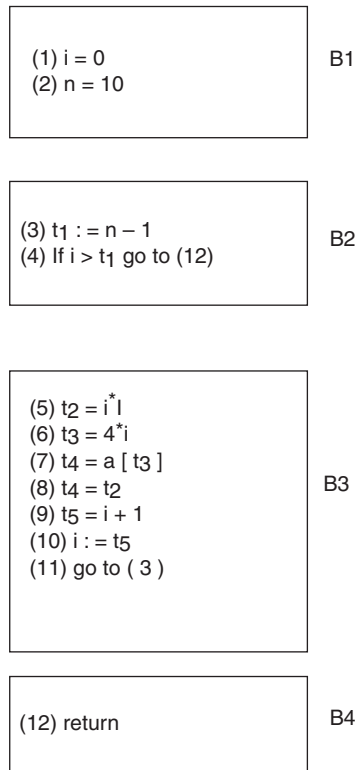 (1) i = 0
(2) n = 10
B1
(3) t1 : = n – 1
(4) If i > t1 go to (12)
B2
(5) t2 = i*I
(6) t3 = 4*i
(7) t4 = a [ t3 ]
(8) t4 = t2
(9) t5 = i + 1
(10) i : = t5
(11) go to ( 3 )
B3
(12) return
B4